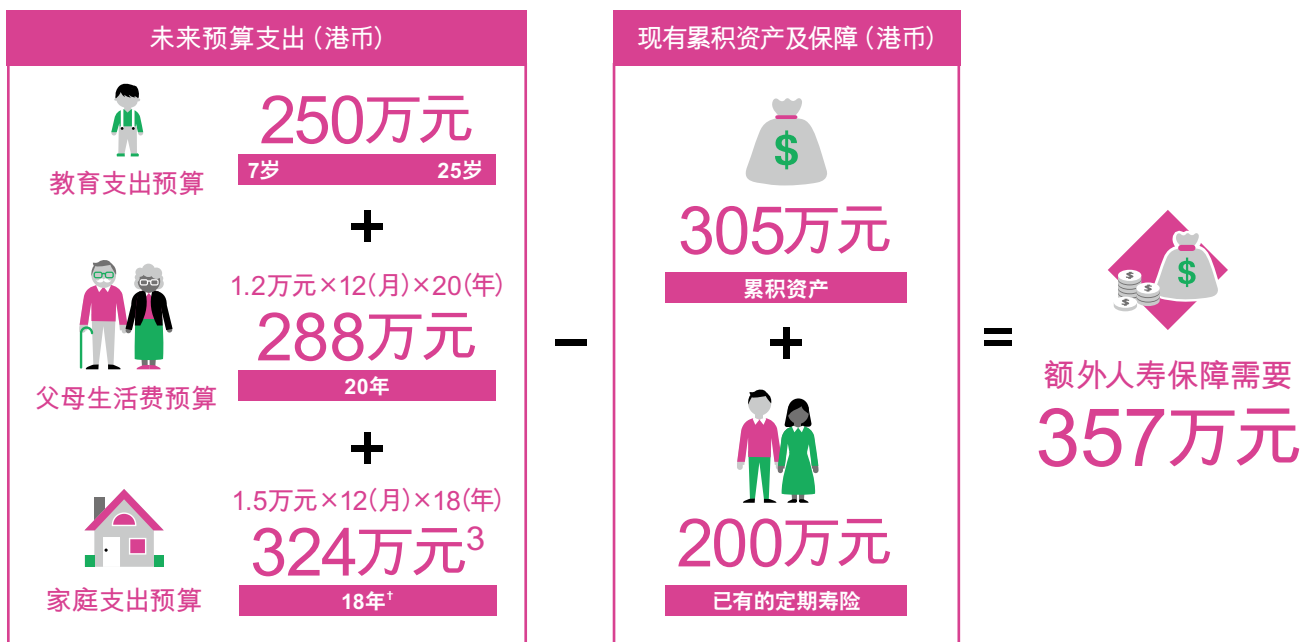 未来预算支出（港币）
250万元
7岁 25岁
教育支出预算
+
1.2万元×12(月)×20(年)
288万元
20年
父母生活费预算
+
1.5万元×12(月)×18(年)
324万元3
18年†
家庭支出预算
−
现有累积资产及保障（港币）
$
305万元
累积资产
+
200万元
已有的定期寿险
=
$
$
$
$
额外人寿保障需要
357万元